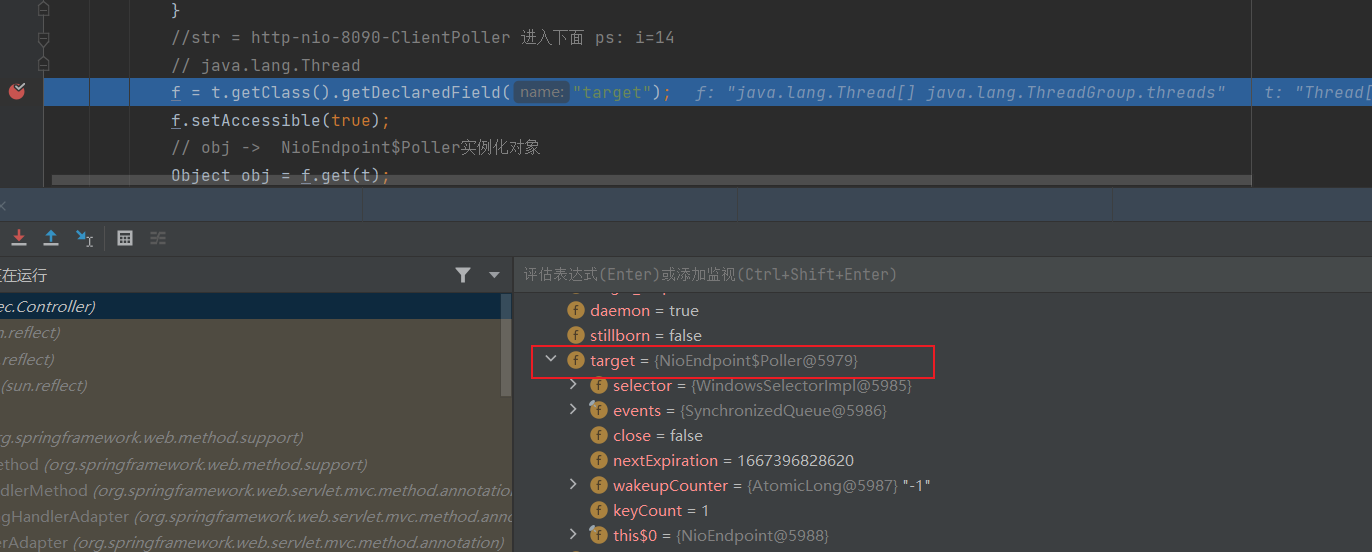 }
//str = http-nio-8090-ClientPoller 进入下面 ps: i=14
// java.lang.Thread
f = t.getClass().getDeclaredField( name: "target"); f: "java.lang.Thread[] java.lang.ThreadGroup.threads" t: "Thread[
f.setAccessible(true);
// obj -> NioEndpoint$Poller实例化对象
Object obj = f.get(t);
在运行
评估表达式(Enter)或添加监视(Ctrl+Shift+Enter)
ec.Controller)
n.reflect)
.reflect)
(sun.reflect)
rg.springframework.web.method.support)
ethod (org.springframework.web.method.support)
ndlerMethod (org.springframework.web.servlet.mvc.method.annotation
gHandlerAdapter (org.springframework.web.servlet.mvc.method.anno
erAdapter (org.springframework.web.servlet.mvc.method.annotation)
daemon = true
stillborn = false
target = {NioEndpoint$Poller@5979}
selector = {WindowsSelectorImpl@5985}
events = {SynchronizedQueue@5986}
close = false
nextExpiration = 1667396828620
wakeupCounter = {AtomicLong@5987} "-1"
keyCount = 1
this$0 = {NioEndpoint@5988}